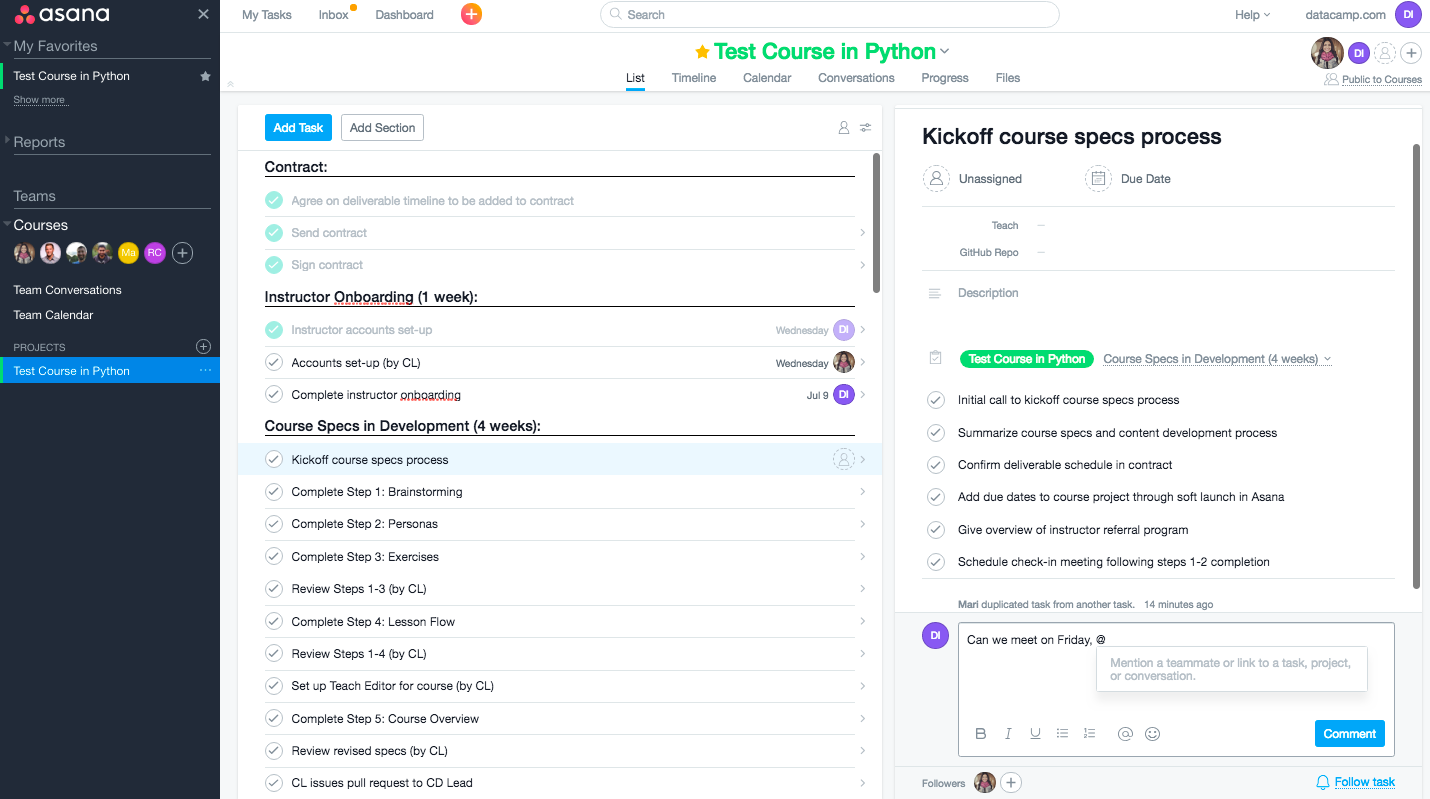 asana
My Favorites
Test Course in Python
Show more
Reports
Teams
Courses
Ma
RC
Team Conversations
Team Calendar
PROJECTS
Test Course in Python
My Tasks
Inbox
Dashboard
Search
Help
datacamp.com
DI
Test Course in Python
List
Timeline
Calendar
Conversations
Progress
Files
DI
Public to Courses
Add Task
Add Section
Contract:
Agree on deliverable timeline to be added to contract
Send contract
Sign contract
Instructor Onboarding (1 week):
Instructor accounts set-up Wednesday DI
Accounts set-up (by CL) Wednesday
Complete instructor onboarding Jul 9 DI
Course Specs in Development (4 weeks):
Kickoff course specs process
Complete Step 1: Brainstorming
Complete Step 2: Personas
Complete Step 3: Exercises
Review Steps 1-3 (by CL)
Complete Step 4: Lesson Flow
Review Steps 1-4 (by CL)
Set up Teach Editor for course (by CL)
Complete Step 5: Course Overview
Review revised specs (by CL)
CL issues pull request to CD Lead
Kickoff course specs process
Unassigned
Due Date
Teach —
GitHub Repo —
Description
Test Course in Python Course Specs in Development (4 weeks)
Initial call to kickoff course specs process
Summarize course specs and content development process
Confirm deliverable schedule in contract
Add due dates to course project through soft launch in Asana
Give overview of instructor referral program
Schedule check-in meeting following steps 1-2 completion
Mari duplicated task from another task. 14 minutes ago
DI
Can we meet on Friday, @
Mention a teammate or link to a task, project,
or conversation.
B I U
Comment
Followers
Follow task